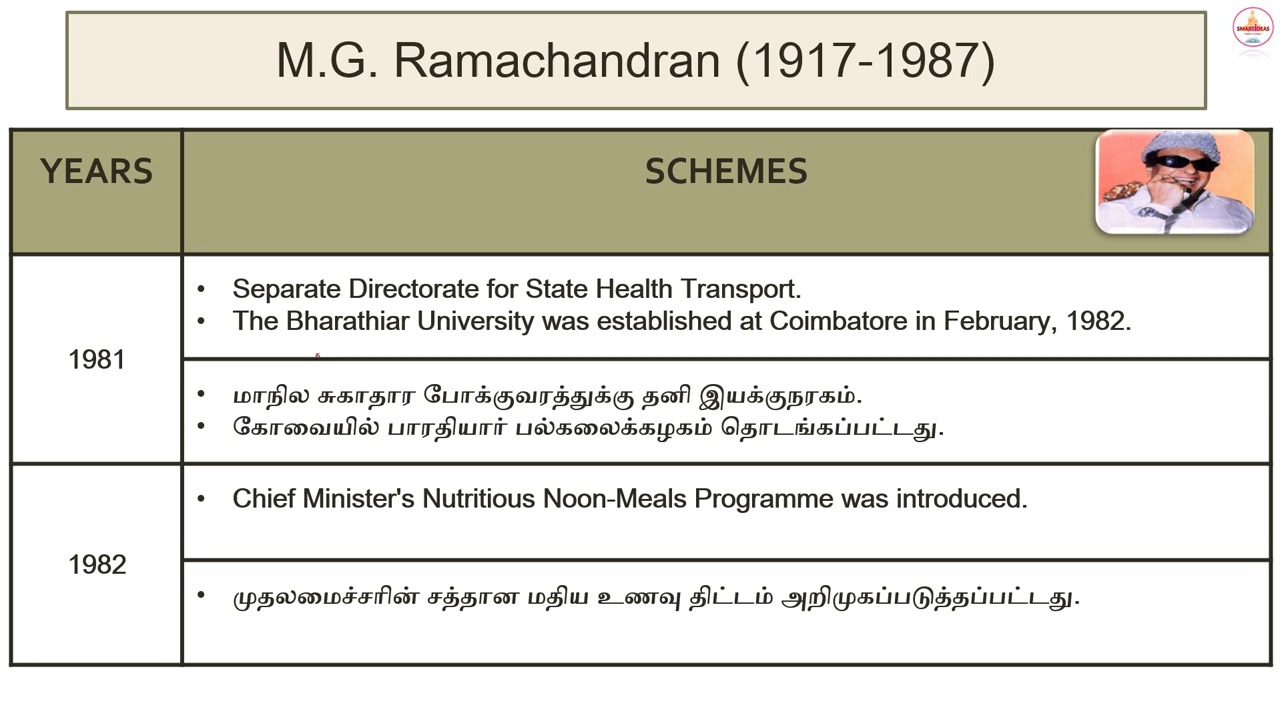 M.G. Ramachandran (1917-1987)
SMART IDEAS
YEARS
SCHEMES
1981
• Separate Directorate for State Health Transport.
• The Bharathiar University was established at Coimbatore in February, 1982.
• மாநில சுகாதார போக்குவரத்துக்கு தனி இயக்குநரகம்.
• கோவையில் பாரதியார் பல்கலைக்கழகம் தொடங்கப்பட்டது.
1982
• Chief Minister's Nutritious Noon-Meals Programme was introduced.
• முதலமைச்சரின் சத்தான மதிய உணவு திட்டம் அறிமுகப்படுத்தப்பட்டது.